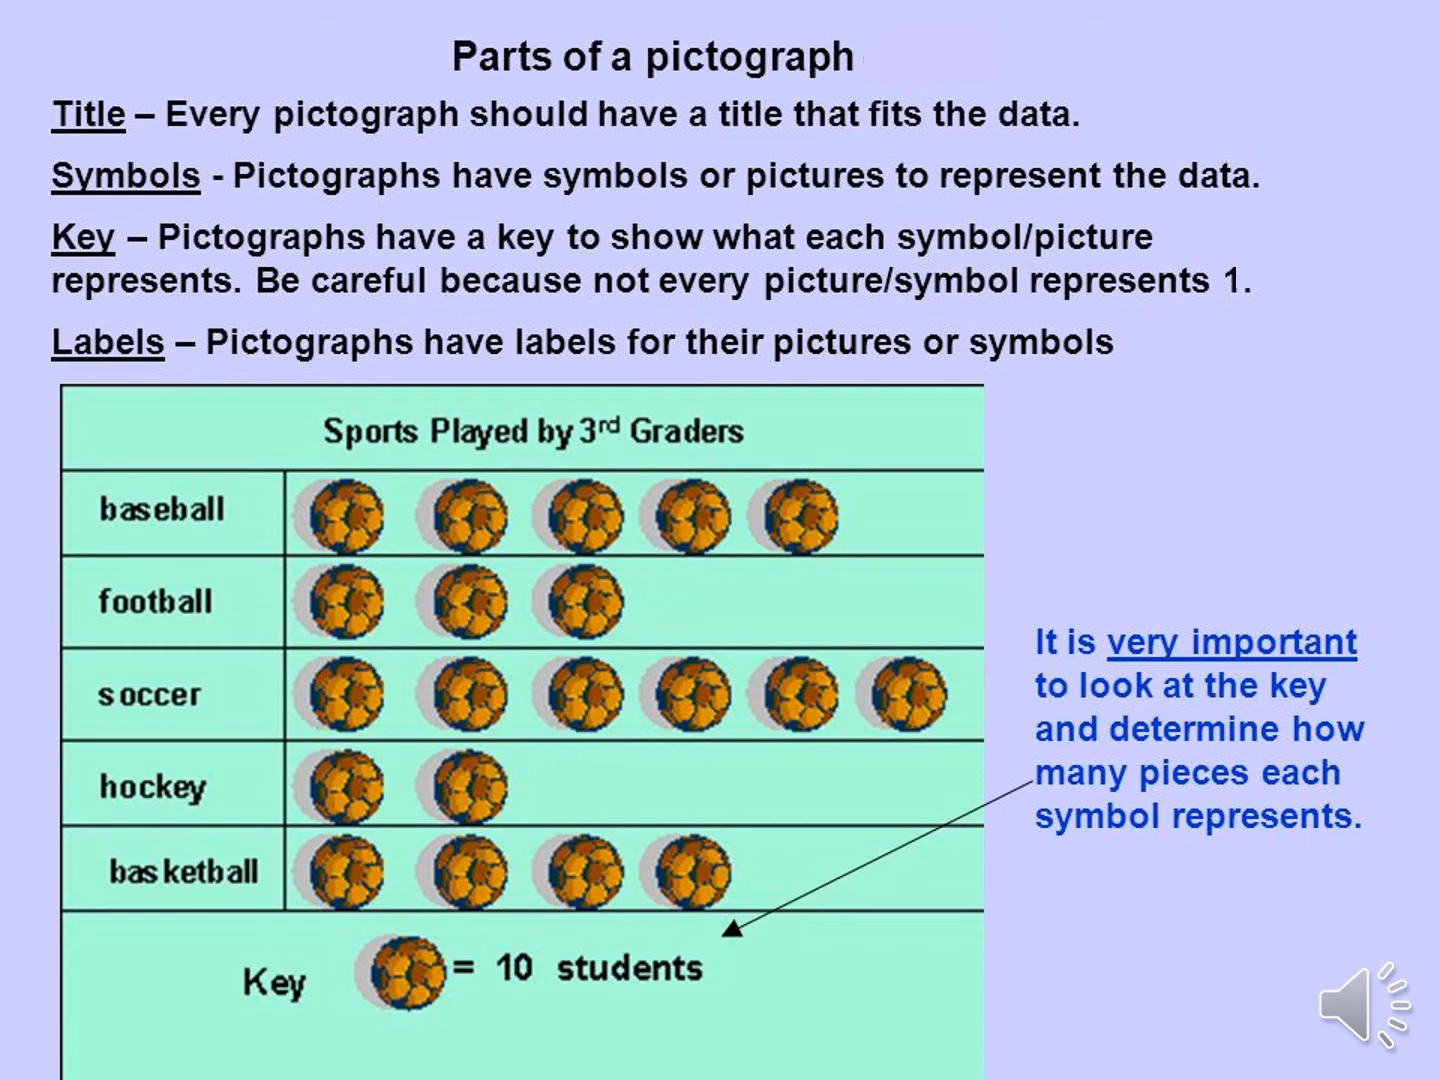 Parts of a pictograph
Title – Every pictograph should have a title that fits the data.
Symbols - Pictographs have symbols or pictures to represent the data.
Key – Pictographs have a key to show what each symbol/picture
represents. Be careful because not every picture/symbol represents 1.
Labels – Pictographs have labels for their pictures or symbols
Sports Played by 3rd Graders
baseball
football
soccer
hockey
basketball
Key = 10 students
It is very important
to look at the key
and determine how
many pieces each
symbol represents.